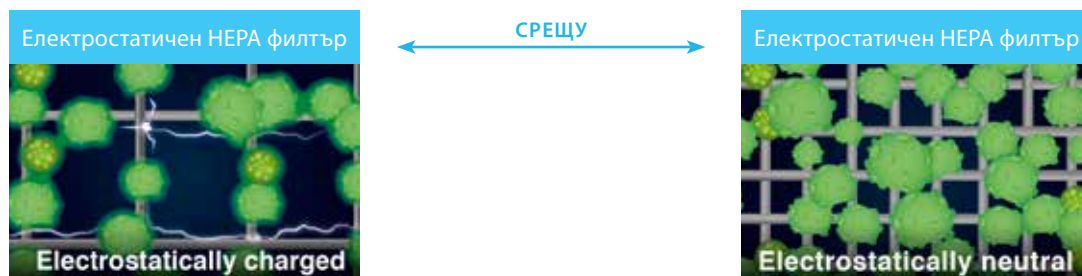 Електростатичен HEPA филтър
СРЕЩУ
Електростатичен HEPA филтър
Electrostatically charged
Electrostatically neutral